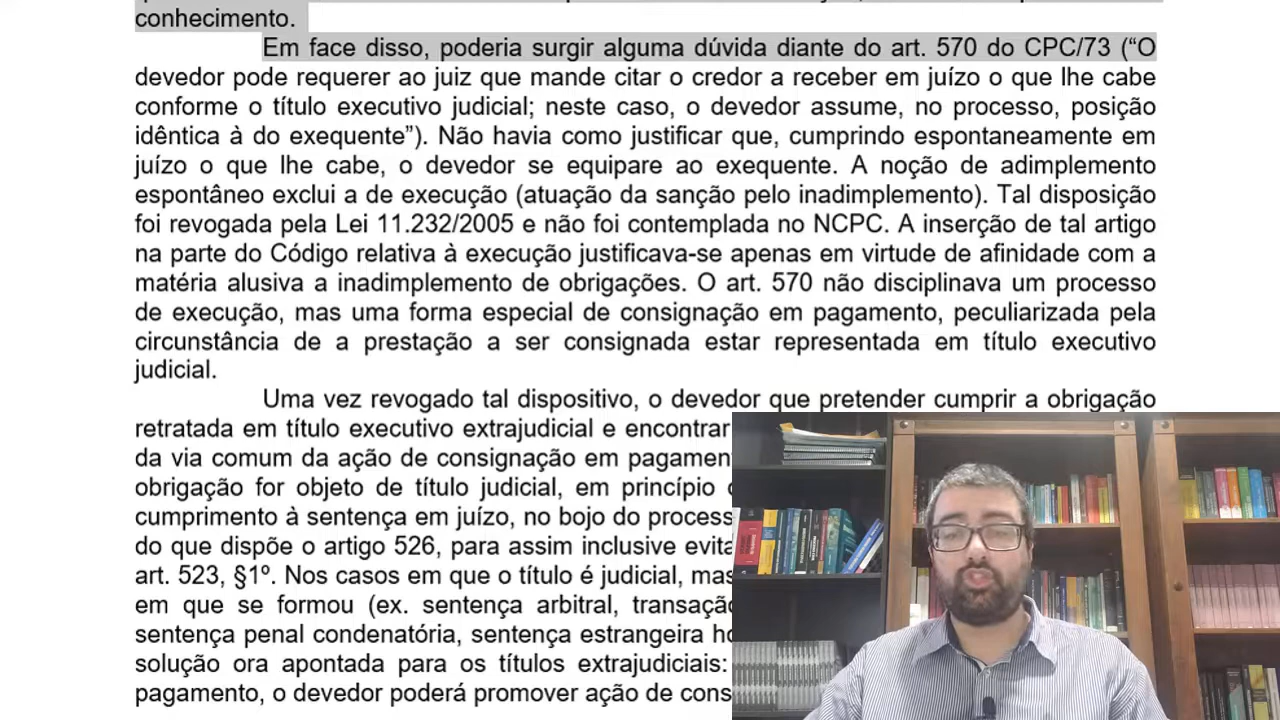 conhecimento.
Em face disso, poderia surgir alguma dúvida diante do art. 570 do CPC/73 (“O
devedor pode requerer ao juiz que mande citar o credor a receber em juízo o que lhe cabe
conforme o título executivo judicial; neste caso, o devedor assume, no processo, posição
idêntica à do exequente”). Não havia como justificar que, cumprindo espontaneamente em
juízo o que lhe cabe, o devedor se equipare ao exequente. A noção de adimplemento
espontâneo exclui a de execução (atuação da sanção pelo inadimplemento). Tal disposição
foi revogada pela Lei 11.232/2005 e não foi contemplada no NCPC. A inserção de tal artigo
na parte do Código relativa à execução justificava-se apenas em virtude de afinidade com a
matéria alusiva a inadimplemento de obrigações. O art. 570 não disciplinava um processo
de execução, mas uma forma especial de consignação em pagamento, peculiarizada pela
circunstância de a prestação a ser consignada estar representada em título executivo
judicial.
Uma vez revogado tal dispositivo, o devedor que pretender cumprir a obrigação
retratada em título executivo extrajudicial e encontrar
da via comum da ação de consignação em
obrigação for objeto de título judicial, em princípio
cumprimento à sentença em juízo, no bojo do
do que dispõe o artigo 526, para assim inclusive
art. 523, §1º. Nos casos em que o título é judicial, mas
em que se formou (ex. sentença arbitral,
sentença penal condenatória, sentença estrangeira
solução ora apontada para os títulos extrajudiciais:
pagamento, o devedor poderá promover ação de